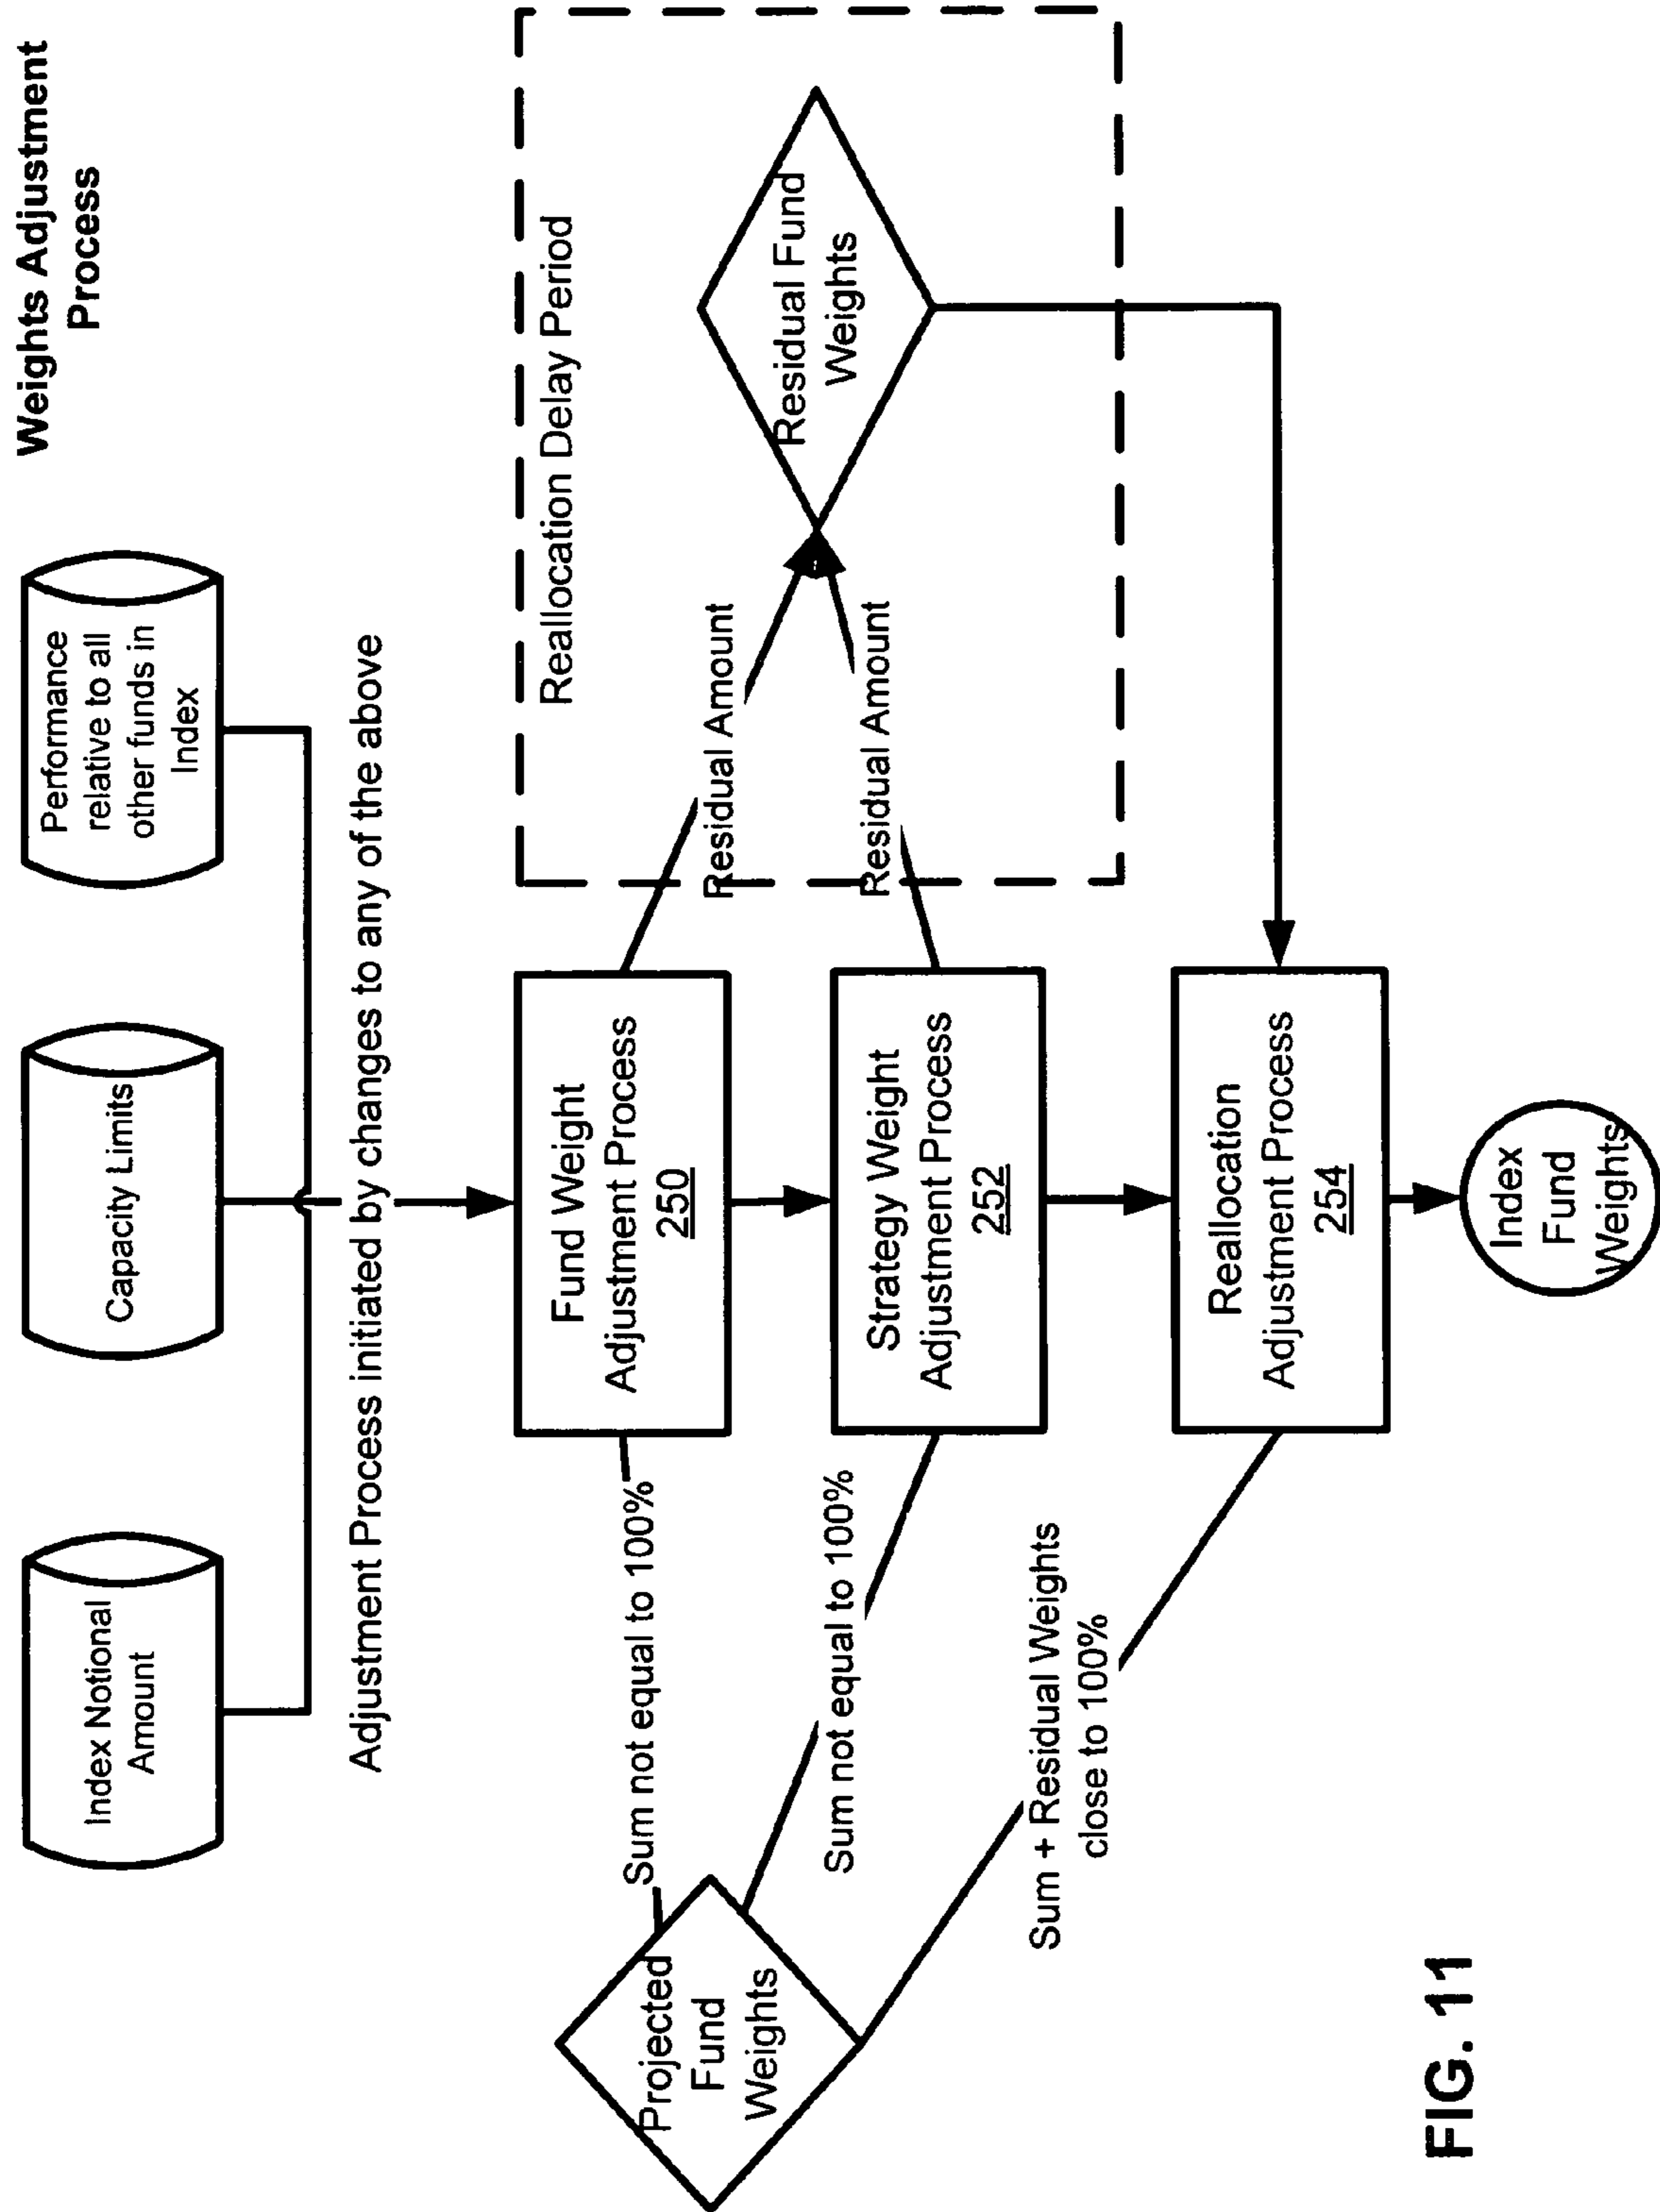 Weights Adjustment
Process
Index Notional
Amount
Capacity Limits
Performance
relative to all
other funds in
Index
Adjustment Process initiated by changes to any of the above
Reallocation Delay Period
Fund Weight
Adjustment Process
250
Sum not equal to 100%
Residual Amount
Projected
Fund
Weights
Residual Fund
Weights
Strategy Weight
Adjustment Process
252
Sum not equal to 100%
Residual Amount
Sum + Residual Weights
close to 100%
Reallocation
Adjustment Process
254
Index
Fund
Weights
FIG. 11